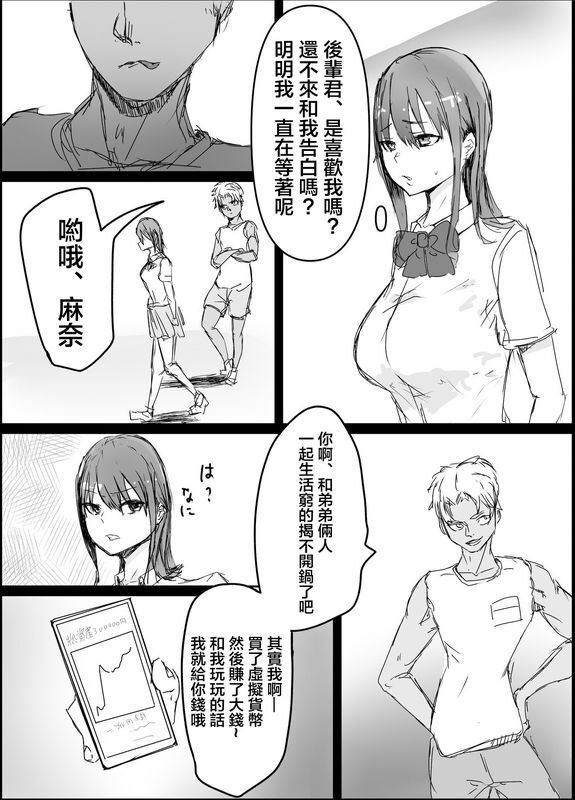 後輩君、是喜歡我嗎？
還不來和我告白嗎？
明明我一直在等著呢
喲哦、麻奈
你啊、和弟弟倆人
一起生活窮的揭不開鍋了吧
は？
なに
其實我啊—
買了虛擬貨幣
然後賺了大錢~
和我玩玩的話
我就給你錢哦